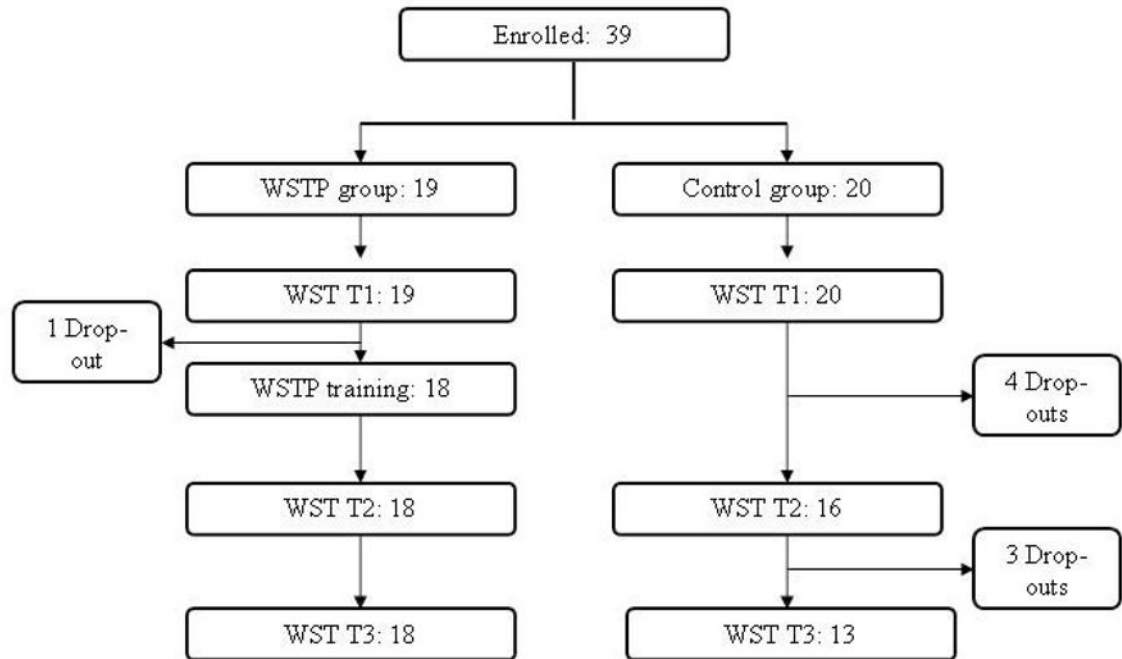 Enrolled: 39
WSTP group: 19
Control group: 20
WST T1: 19
WST T1: 20
1 Drop-
out
WSTP training: 18
4 Drop-
outs
WST T2: 18
WST T2: 16
3 Drop-
outs
WST T3: 18
WST T3: 13